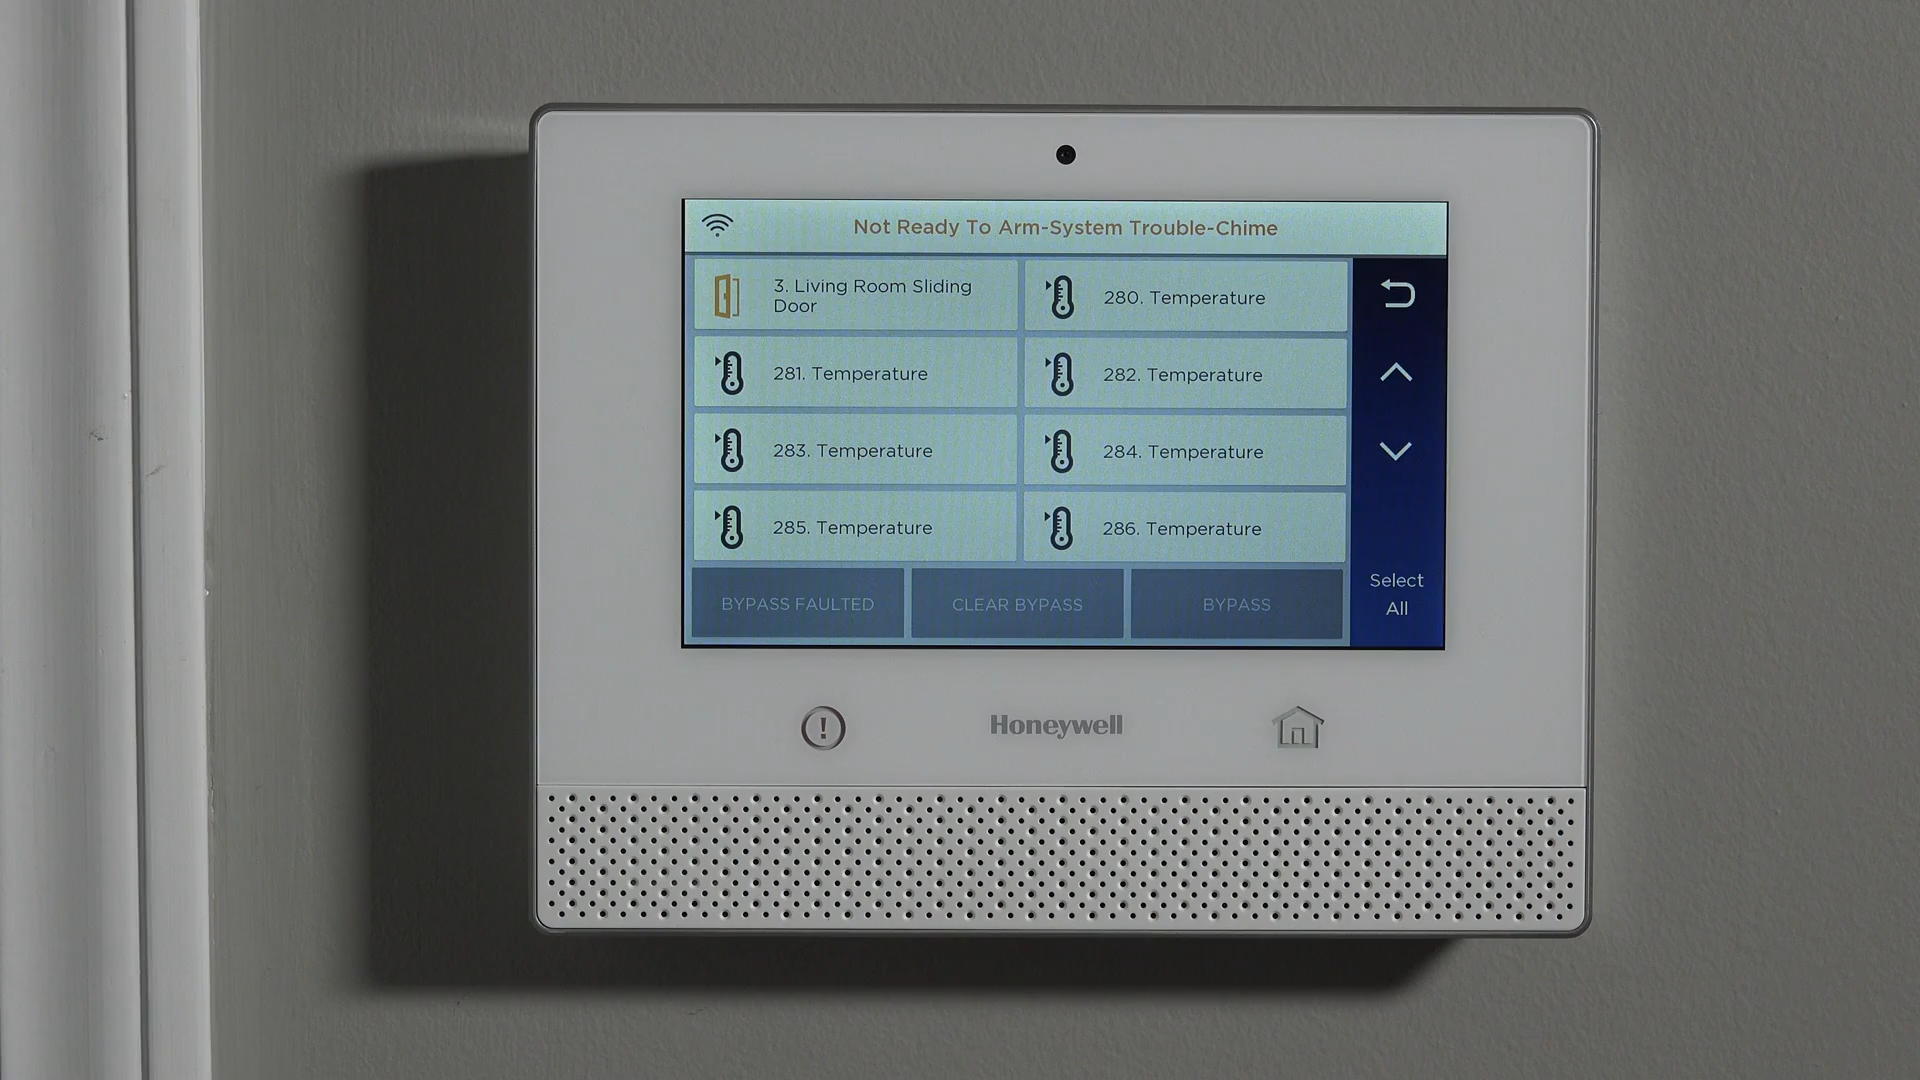 Not Ready To Arm-System Trouble-Chime
3. Living Room Sliding
Door
280. Temperature
281. Temperature
282. Temperature
283. Temperature
284. Temperature
285. Temperature
286. Temperature
BYPASS FAULTED
CLEAR BYPASS
BYPASS
Select
All
Honeywell